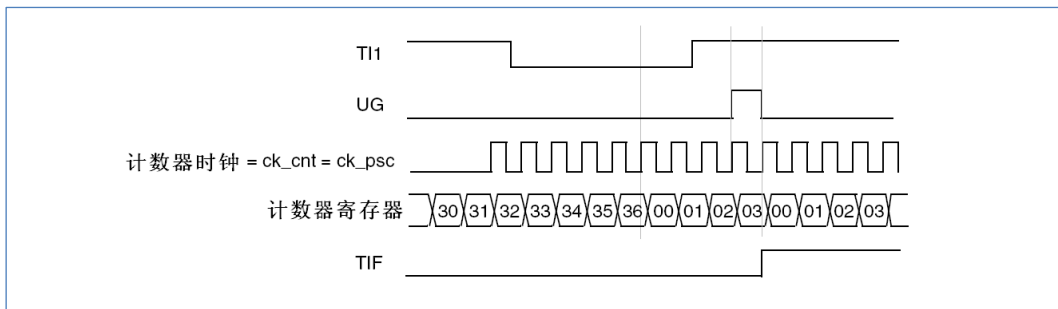 TI1
UG
计数器时钟 = ck_cnt = ck_psc
计数器寄存器 30 31 32 33 34 35 36 00 01 02 03 00 01 02 03
TIF